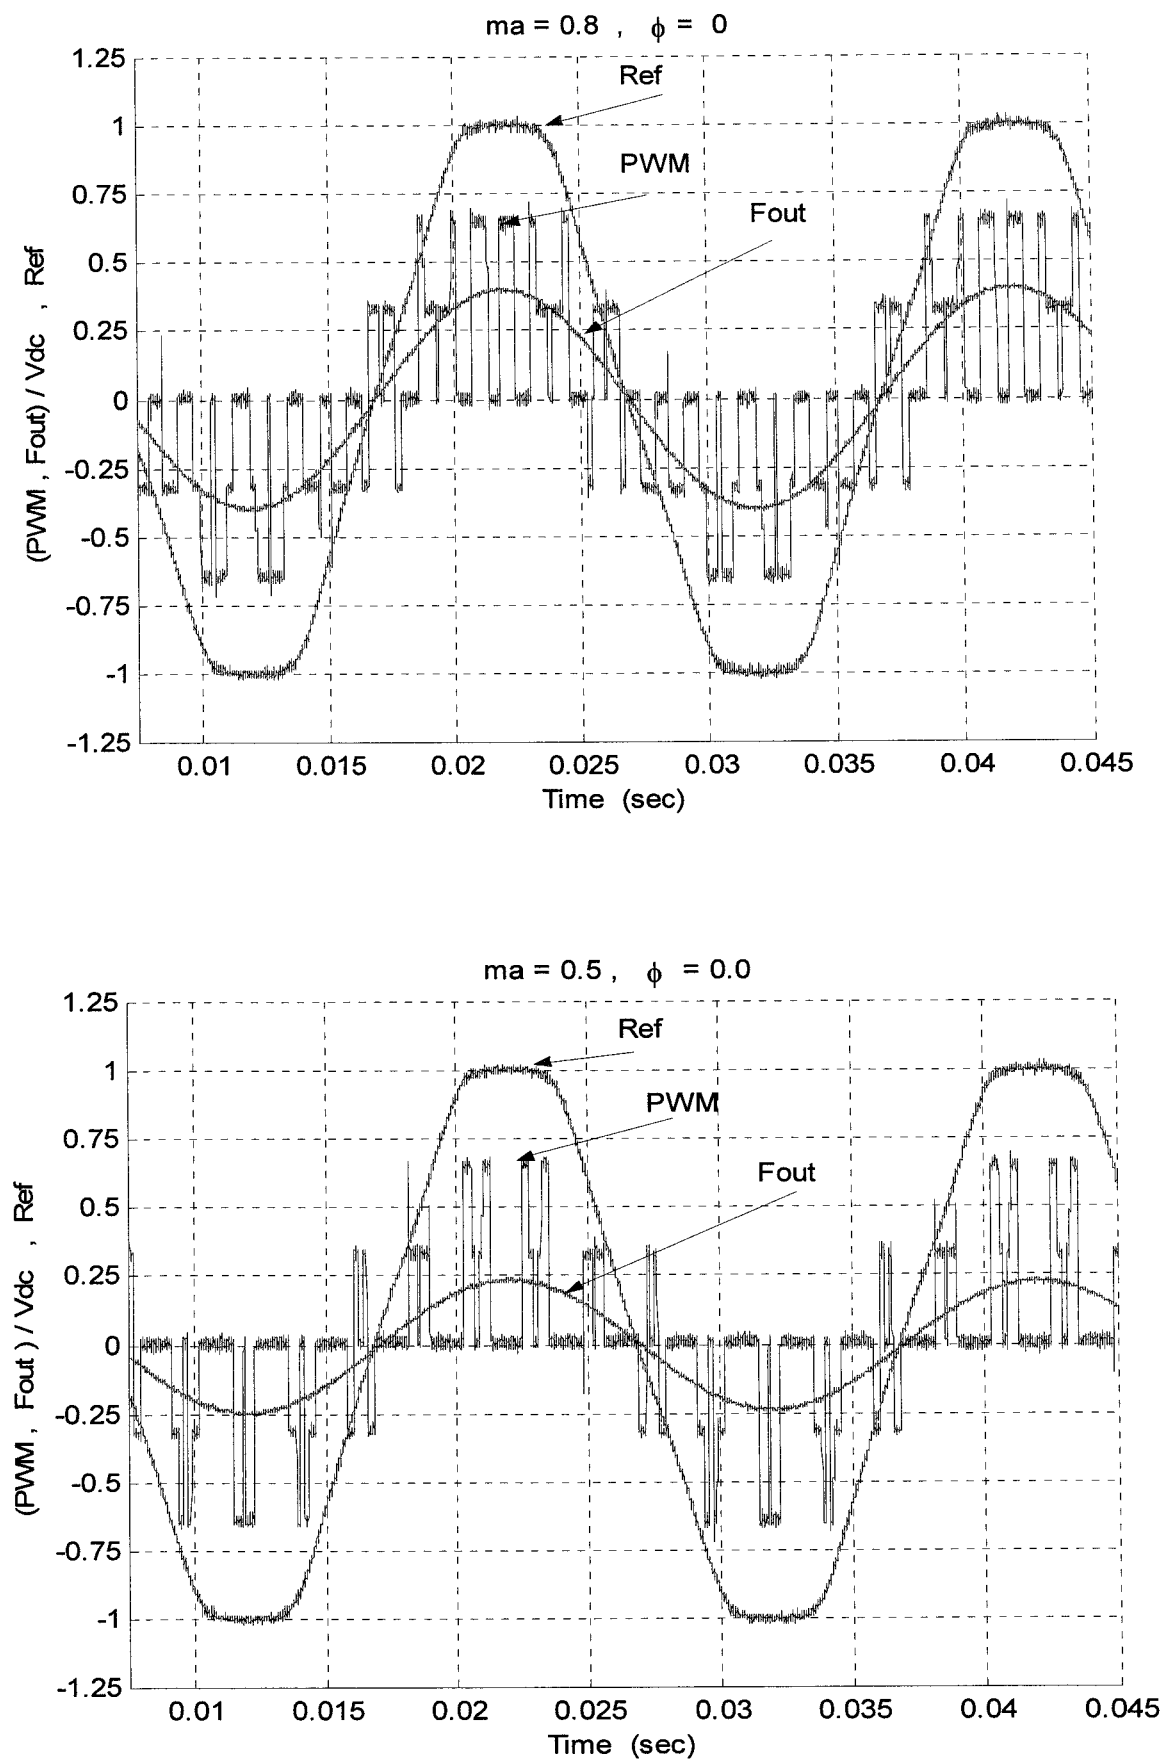 ma = 0.8 , ϕ = 0
1.25
Ref
1
PWM
0.75
Fout
0.5
0.25
0
-0.25
-0.5
-0.75
-1
-1.25
(PWM , Fout) / Vdc , Ref
0.01 0.015 0.02 0.025 0.03 0.035 0.04 0.045
Time (sec)
ma = 0.5 , ϕ = 0.0
1.25
Ref
1
PWM
0.75
Fout
0.5
0.25
0
-0.25
-0.5
-0.75
-1
-1.25
(PWM , Fout ) / Vdc , Ref
0.01 0.015 0.02 0.025 0.03 0.035 0.04 0.045
Time (sec)